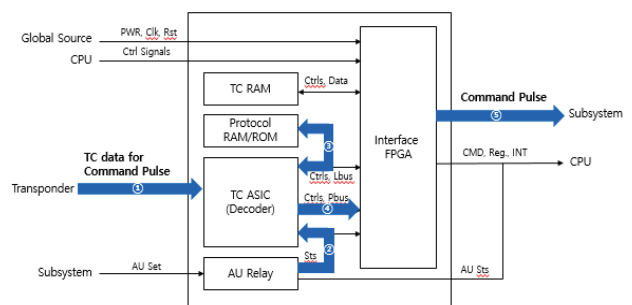 Global Source
PWR, Clk, Rst
CPU
Ctrl Signals
TC RAM
Ctrls, Data
Command Pulse
⑤
Subsystem
Protocol
RAM/ROM
③
Interface
FPGA
TC data for
Command Pulse
①
Transponder
Ctrls, Lbus
CMD, Reg., INT
CPU
TC ASIC
(Decoder)
Ctrls, Pbus
④
②
Sts
Subsystem
AU Set
AU Relay
AU Sts